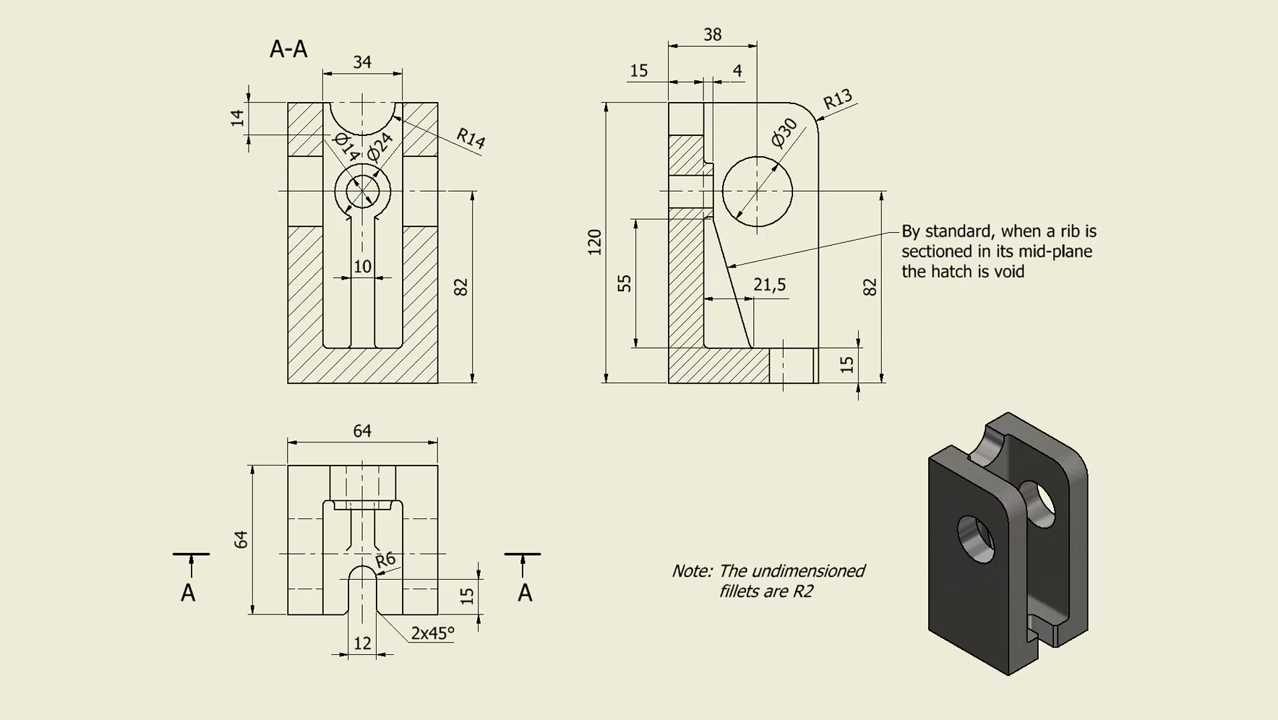 A-A
34
14
R14
Ø14
Ø24
10
82
38
15
4
R13
Ø30
120
55
21,5
82
15
By standard, when a rib is
sectioned in its mid-plane
the hatch is void
64
64
A
A
R6
15
2x45°
12
Note: The undimensioned
fillets are R2